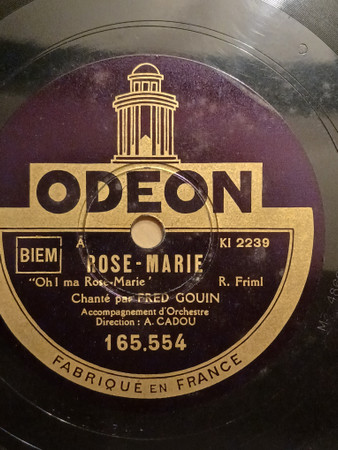 ODEON
BIEM
A
KI 2239
ROSE-MARIE
"Oh! ma Rose-Marie"
R. Friml
Chanté par FRED GOUIN
Accompagnement d'Orchestre
Direction : A. CADOU
165,554
FABRIQUÉ EN FRANCE